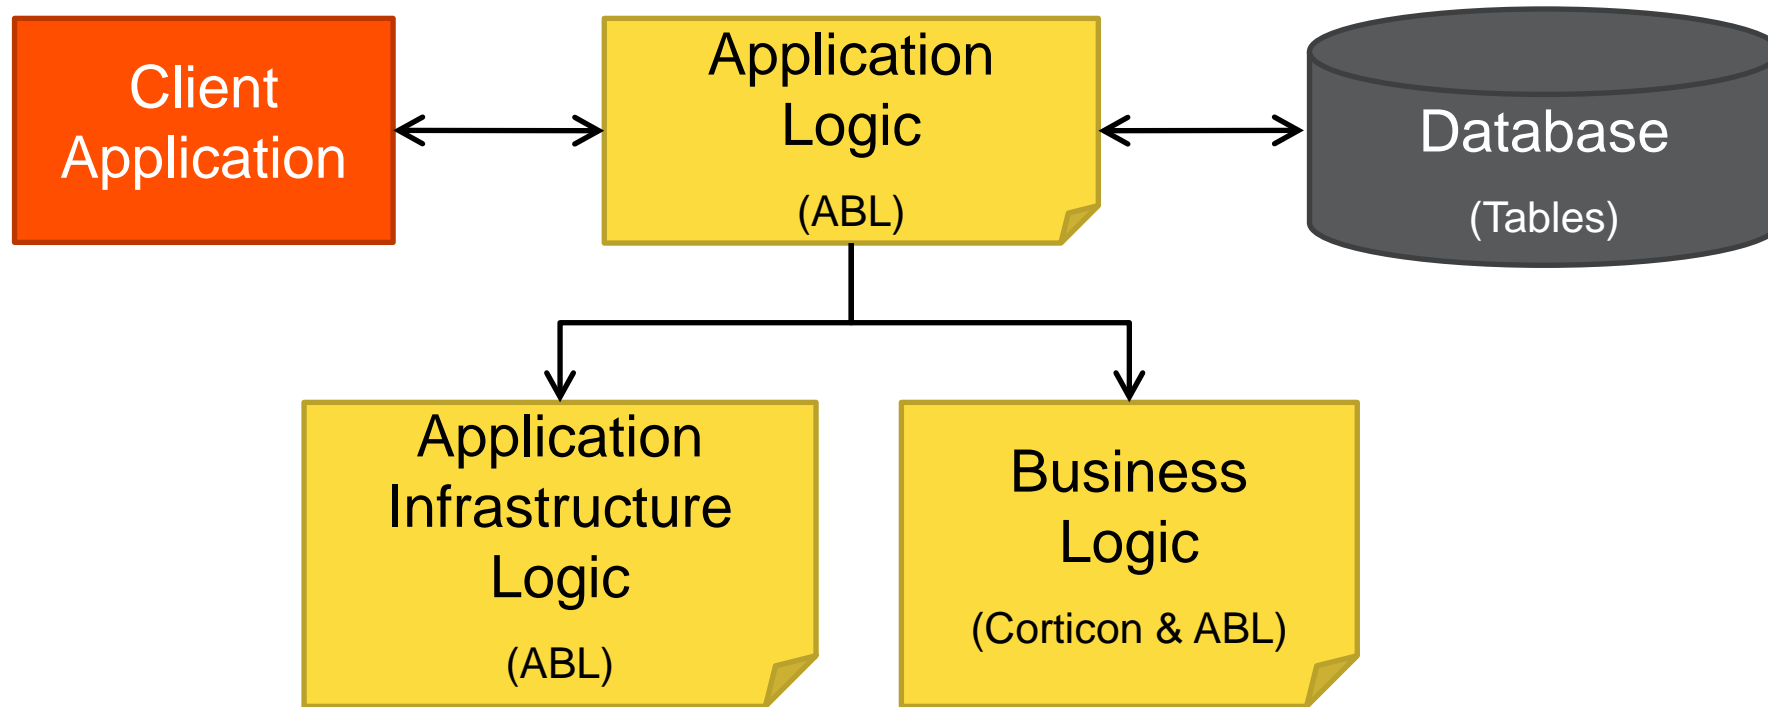 Client
Application
Application
Logic
(ABL)
Database
(Tables)
Application
Infrastructure
Logic
(ABL)
Business
Logic
(Corticon & ABL)